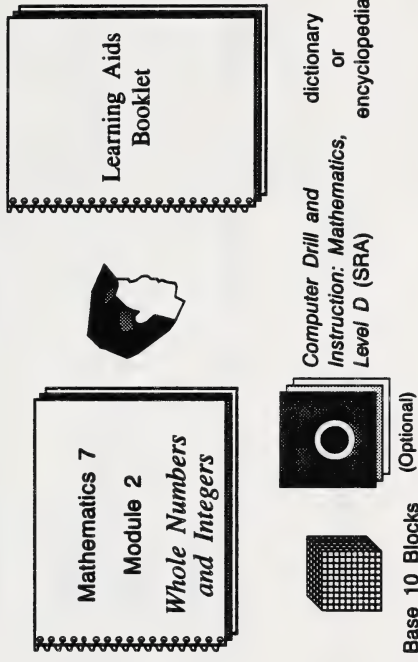 Mathematics 7
Module 2
Whole Numbers
and Integers
Learning Aids
Booklet
Base 10 Blocks
(Optional)
Computer Drill and
Instruction: Mathematics,
Level D (SRA)
dictionary
or
encyclopedia